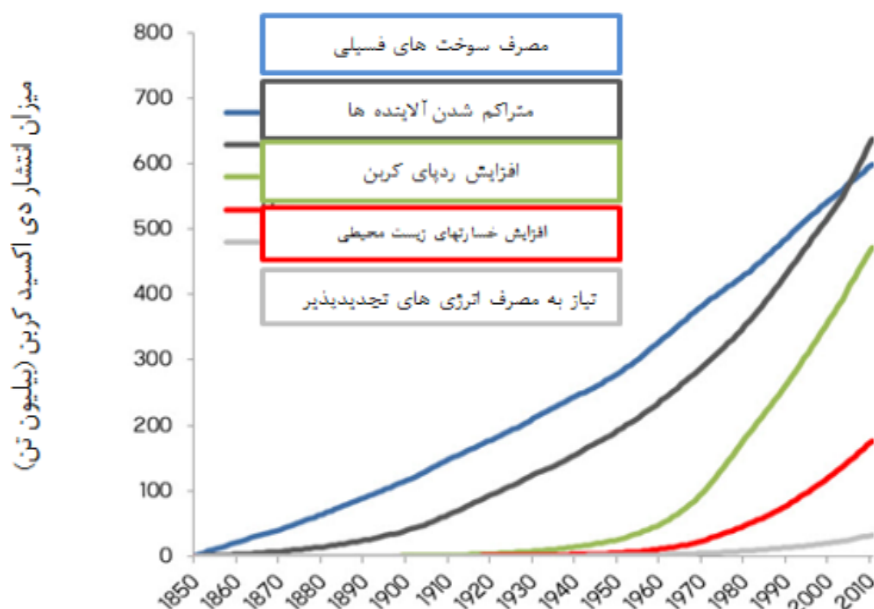 میزان انتشار دی اکسید کربن (بیلیون تن)
800
700
600
500
400
300
200
100
0
مصرف سوخت های فسیلی
متراکم شدن آلاینده ها
افزایش ردپای کربن
افزایش خسارتهای زیست محیطی
نیاز به مصرف انرژی های تجدیدپذیر
1850 1860 1870 1880 1890 1900 1910 1920 1930 1940 1950 1960 1970 1980 1990 2000 2010